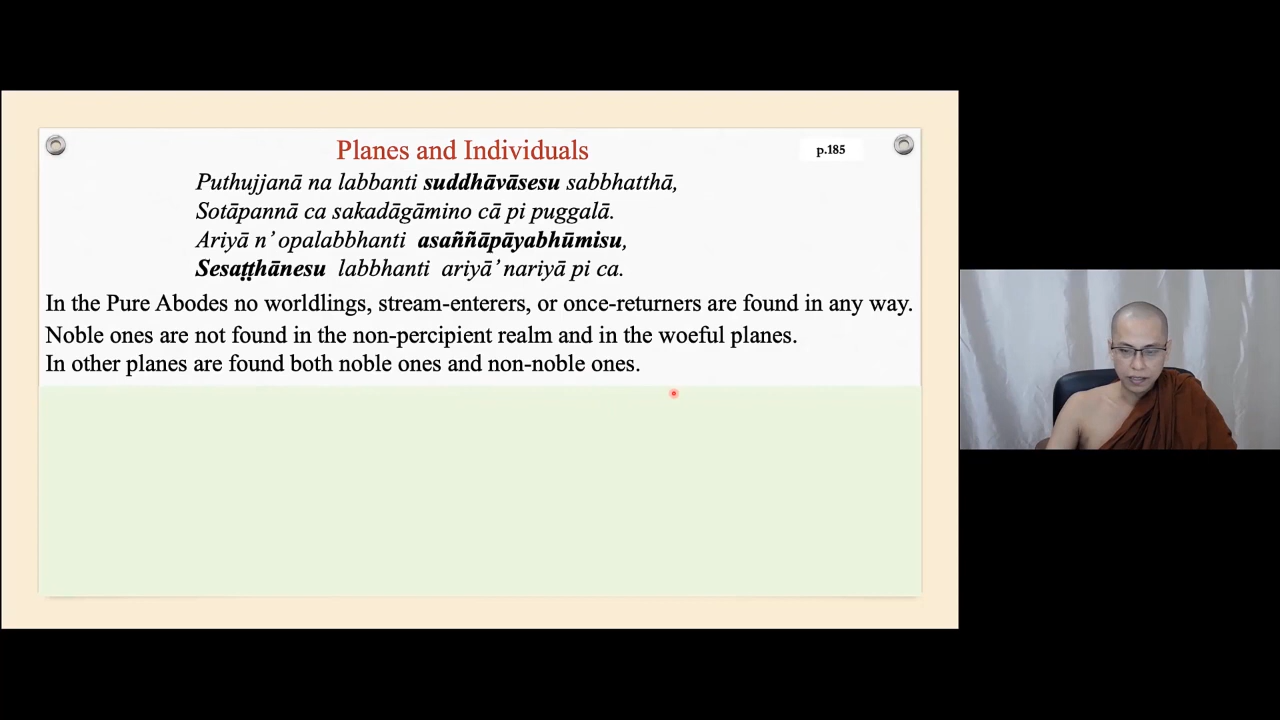 Planes and Individuals
p.185
Puthujjanā na labbanti suddhāvāsesu sabbhatthā,
Sotāpannā ca sakadāgāmino cā pi puggalā.
Ariyā n’ opalabbhanti asaññāpāyabhūmisu,
Sesaṭṭhānesu labbhanti ariyā’ nariyā pi ca.
In the Pure Abodes no worldlings, stream-enterers, or once-returners are found in any way.
Noble ones are not found in the non-percipient realm and in the woeful planes.
In other planes are found both noble ones and non-noble ones.